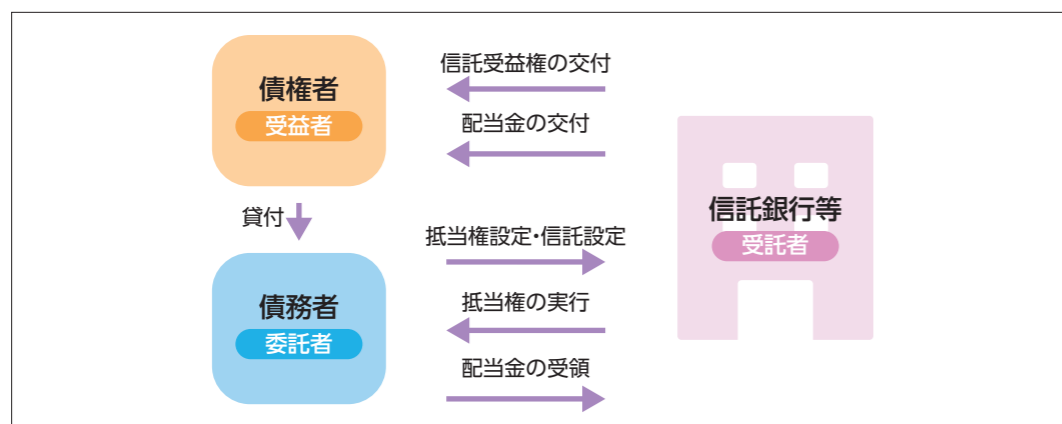 債権者
受益者
信託受益権の交付
配当金の交付
貸付
信託銀行等
受託者
抵当権設定・信託設定
債務者
委託者
抵当権の実行
配当金の受領